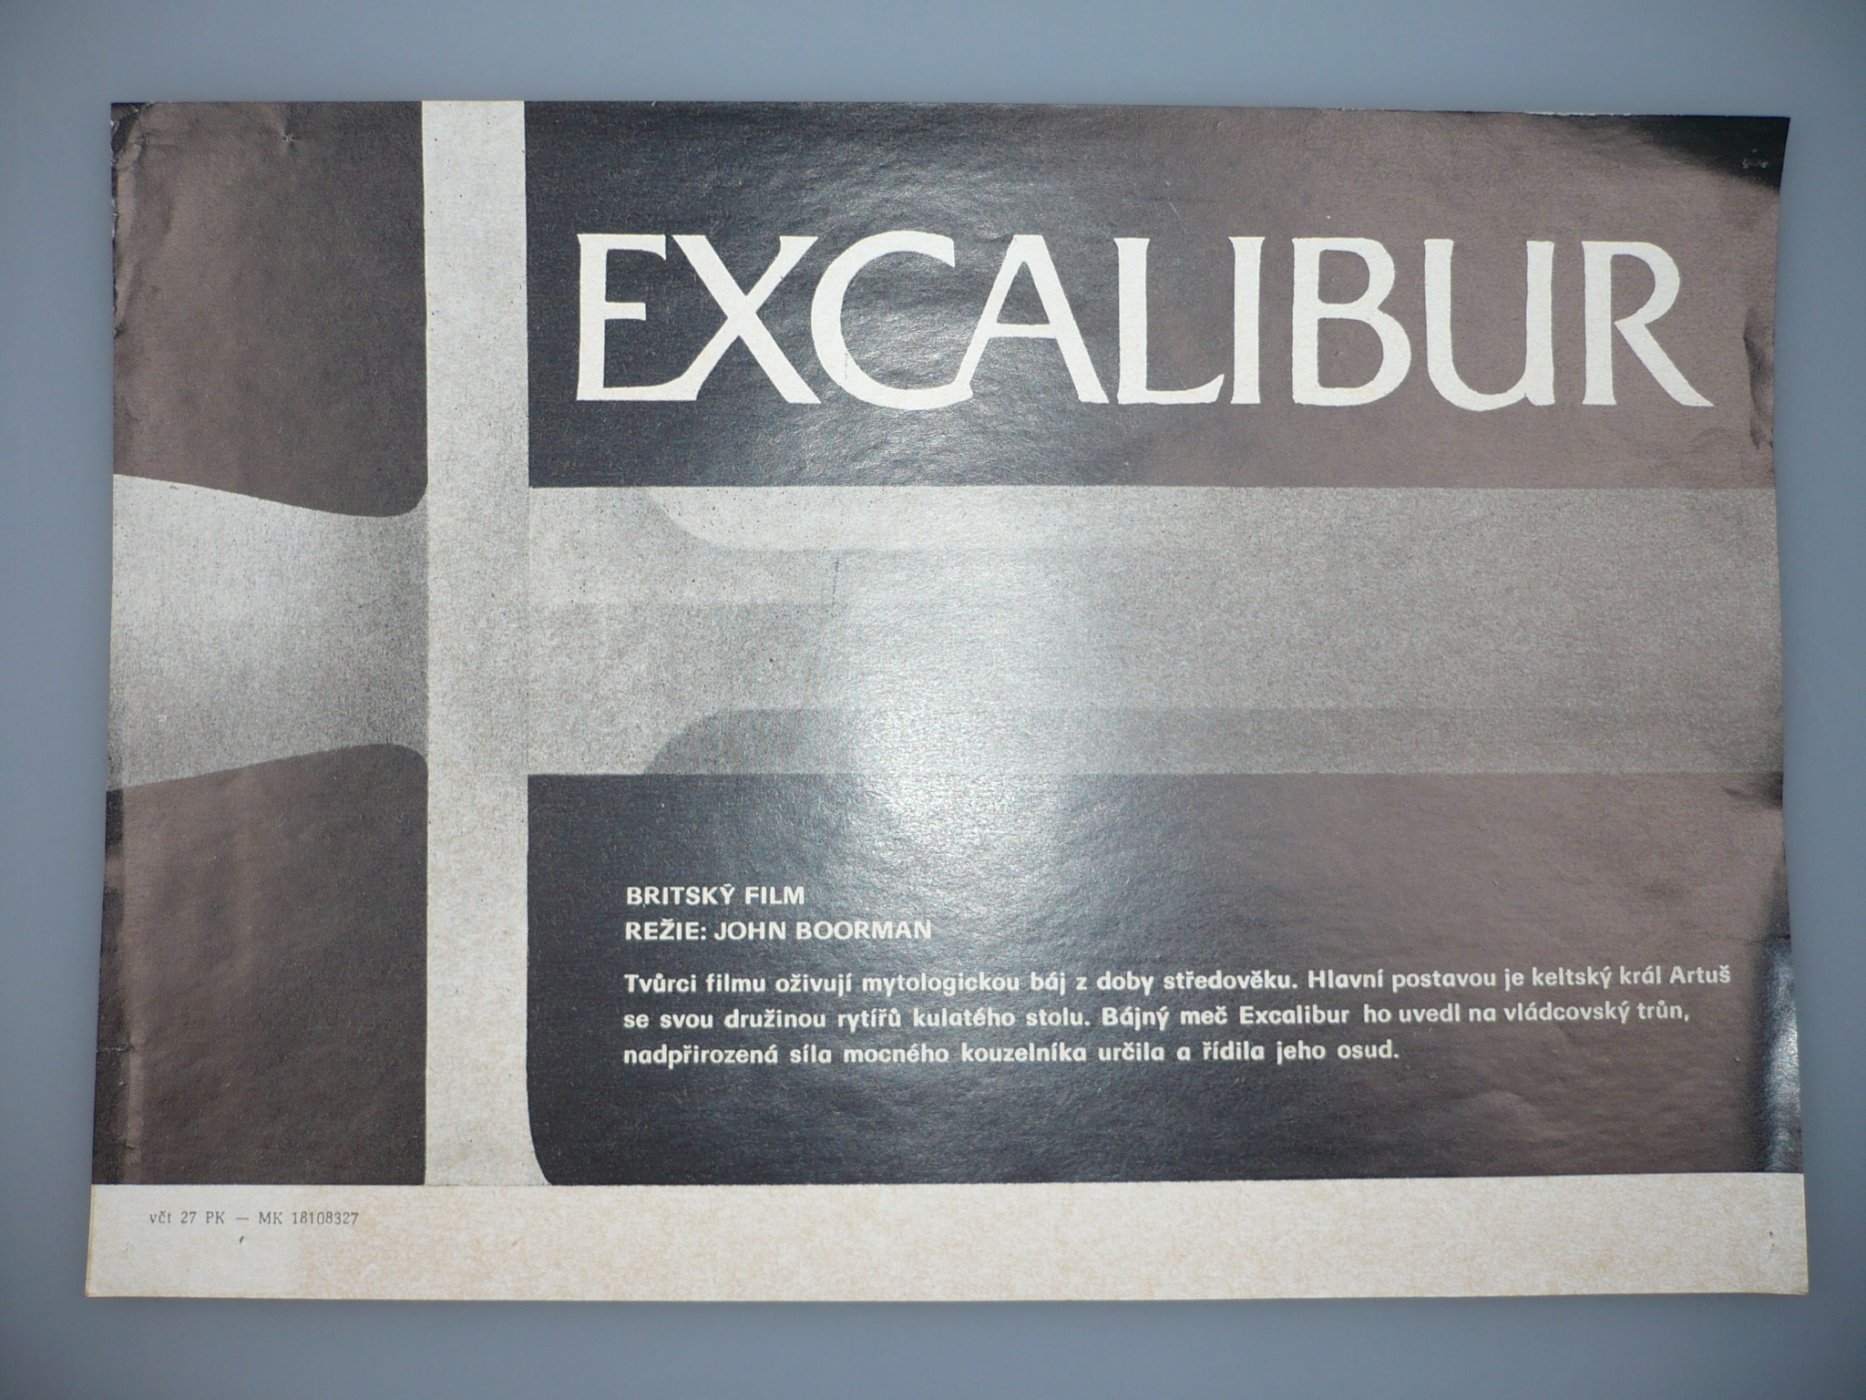 EXCALIBUR
BRITSKÝ FILM
REŽIE: JOHN BOORMAN
Tvůrci filmu oživují mytologickou báj z doby středověku. Hlavní postavou je keltský král Artuš
se svou družinou rytířů kulatého stolu. Bájný meč Excalibur ho uvedl na vládcovský trůn,
nadpřirozená síla mocného kouzelníka určila a řídila jeho osud.
včt 27 PK — MK 18108327